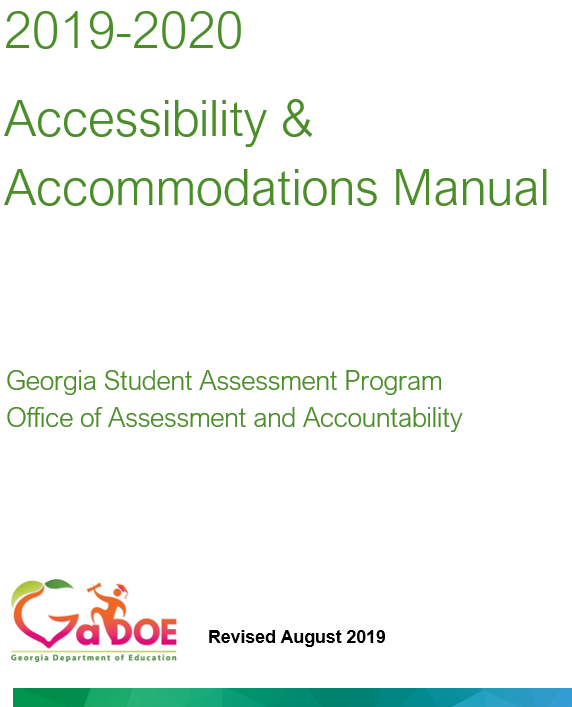 2019-2020
Accessibility &
Accommodations Manual
Georgia Student Assessment Program
Office of Assessment and Accountability
GaDOE
Georgia Department of Education
Revised August 2019